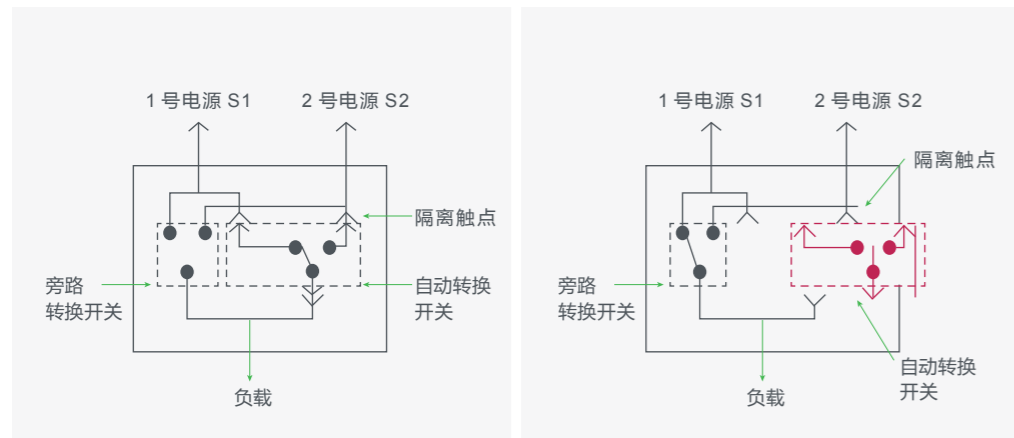 1 号电源 S1
2 号电源 S2
隔离触点
旁路
转换开关
自动转换
开关
负载
1 号电源 S1
2 号电源 S2
隔离触点
旁路
转换开关
自动转换
开关
负载